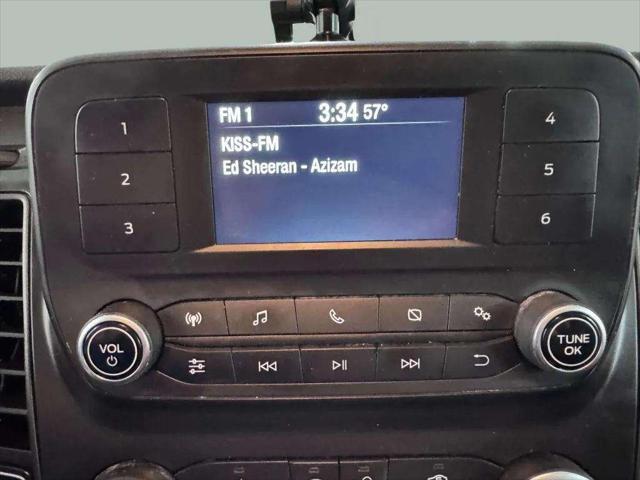 FM 1 3:34 57°
KISS-FM
Ed Sheeran - Azizam
1
2
3
4
5
6
VOL
TUNE
OK